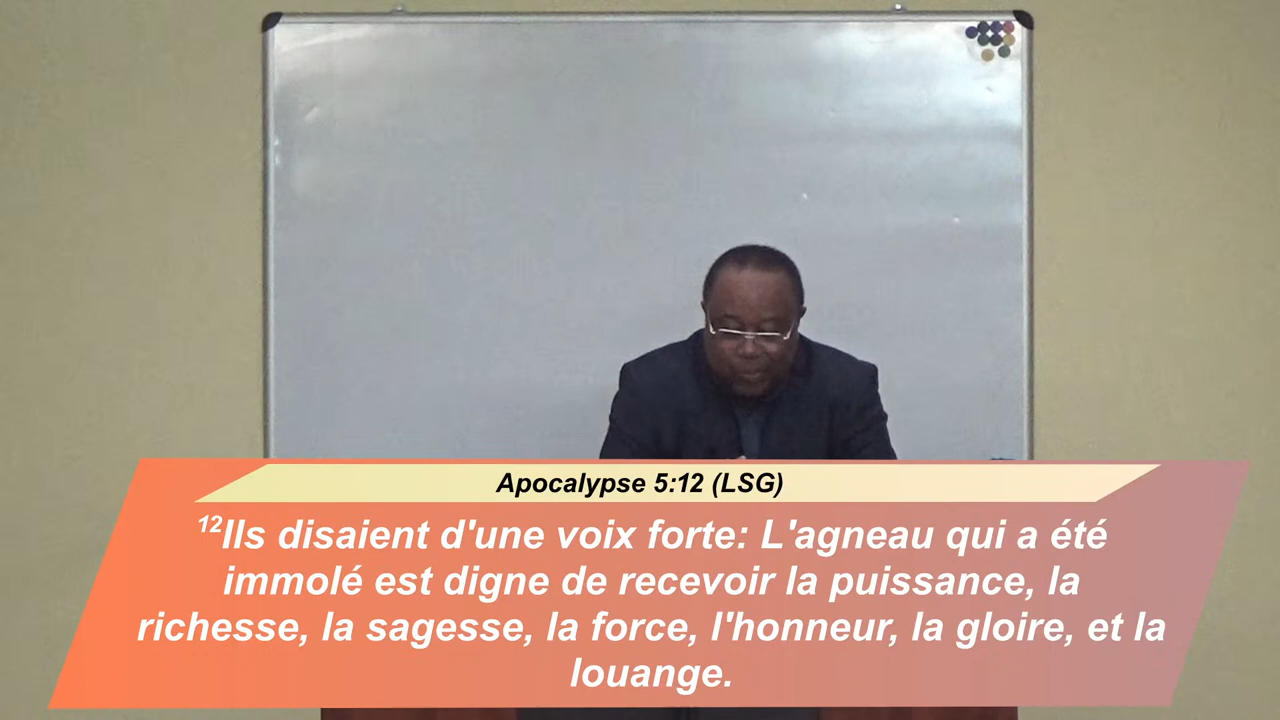 Apocalypse 5:12 (LSG)
12Ils disaient d'une voix forte: L'agneau qui a été
immolé est digne de recevoir la puissance, la
richesse, la sagesse, la force, l'honneur, la gloire, et la
louange.